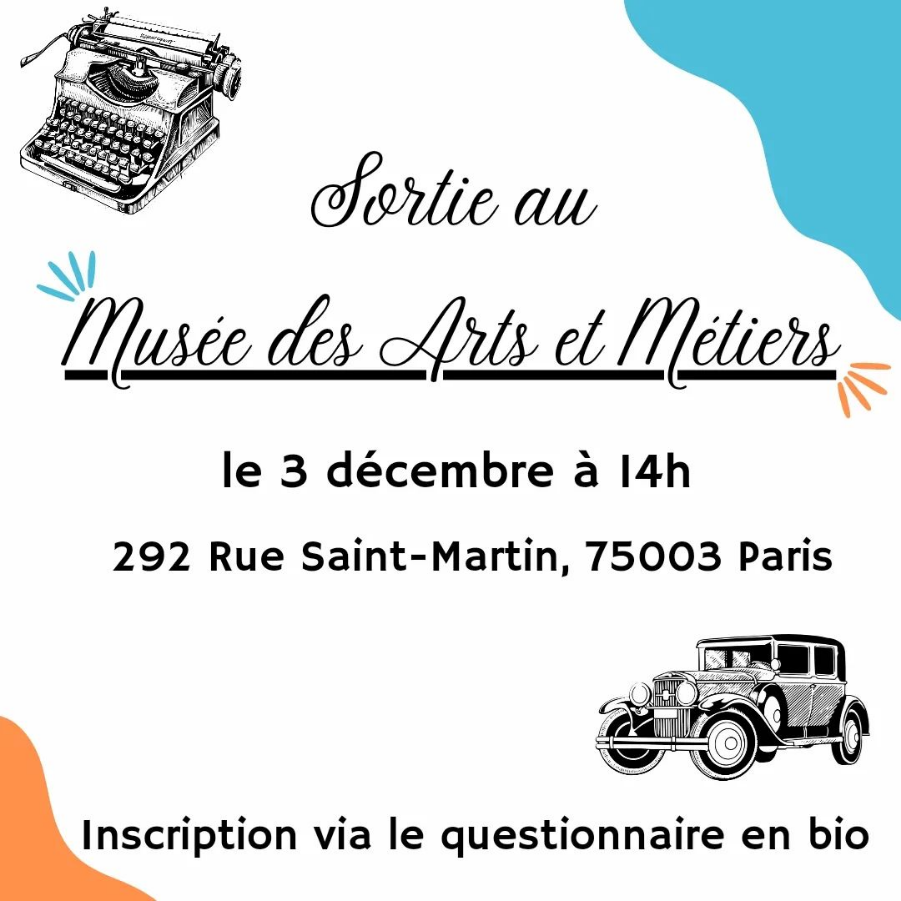 Sortie au
Musée des Arts et Métiers
le 3 décembre à 14h
292 Rue Saint-Martin, 75003 Paris
Inscription via le questionnaire en bio